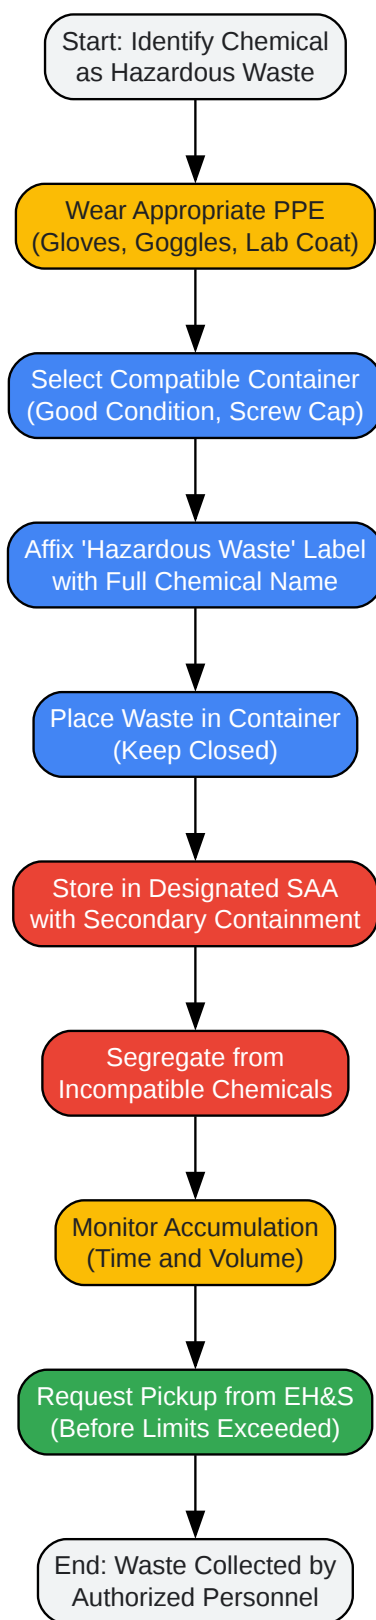 Start: Identify Chemical
as Hazardous Waste
Wear Appropriate PPE
(Gloves, Goggles, Lab Coat)
Select Compatible Container
(Good Condition, Screw Cap)
Affix 'Hazardous Waste' Label
with Full Chemical Name
Place Waste in Container
(Keep Closed)
Store in Designated SAA
with Secondary Containment
Segregate from
Incompatible Chemicals
Monitor Accumulation
(Time and Volume)
Request Pickup from EH&S
(Before Limits Exceeded)
End: Waste Collected by
Authorized Personnel